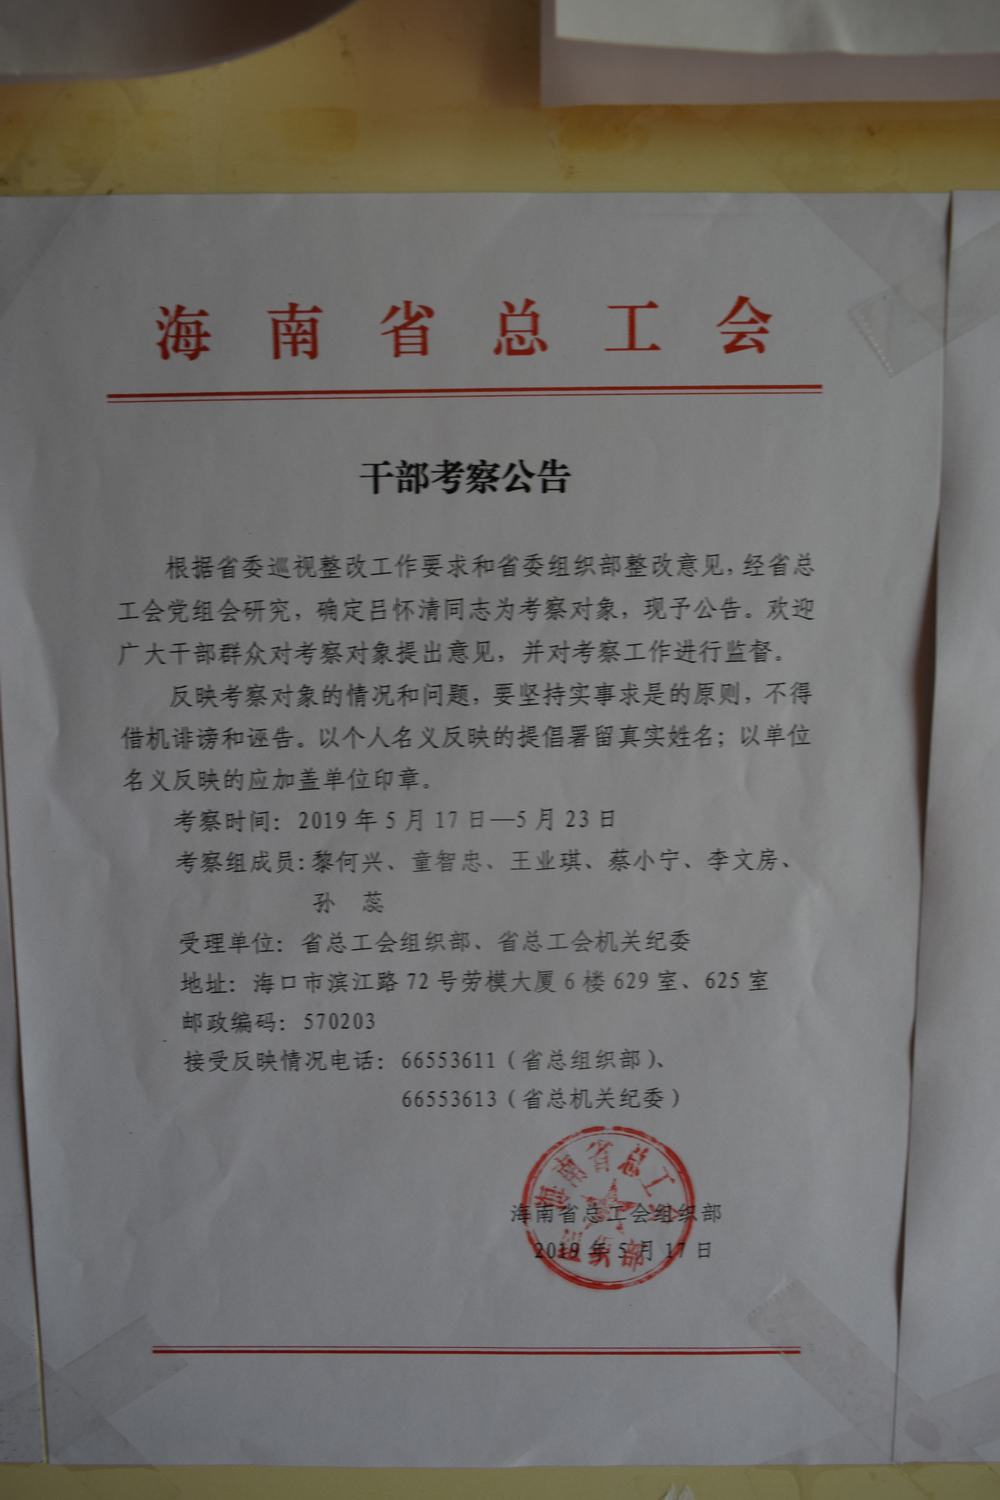 海南省总工会
干部考察公告
根据省委巡视整改工作要求和省委组织部整改意见，经省总
工会党组会研究，确定吕怀清同志为考察对象，现予公告。欢迎
广大干部群众对考察对象提出意见，并对考察工作进行监督。
反映考察对象的情况和问题，要坚持实事求是的原则，不得
借机诽谤和诬告。以个人名义反映的提倡署留真实姓名；以单位
名义反映的应加盖单位印章。
考察时间：2019年5月17日—5月23日
考察组成员：黎何兴、童智忠、王业琪、蔡小宁、李文房、
孙 蕊
受理单位：省总工会组织部、省总工会机关纪委
地址：海口市滨江路72号劳模大厦6楼629室、625室
邮政编码：570203
接受反映情况电话：66553611（省总组织部）、
66553613（省总机关纪委）
海南省总工会
组织部
海南省总工会组织部
2019年5月17日